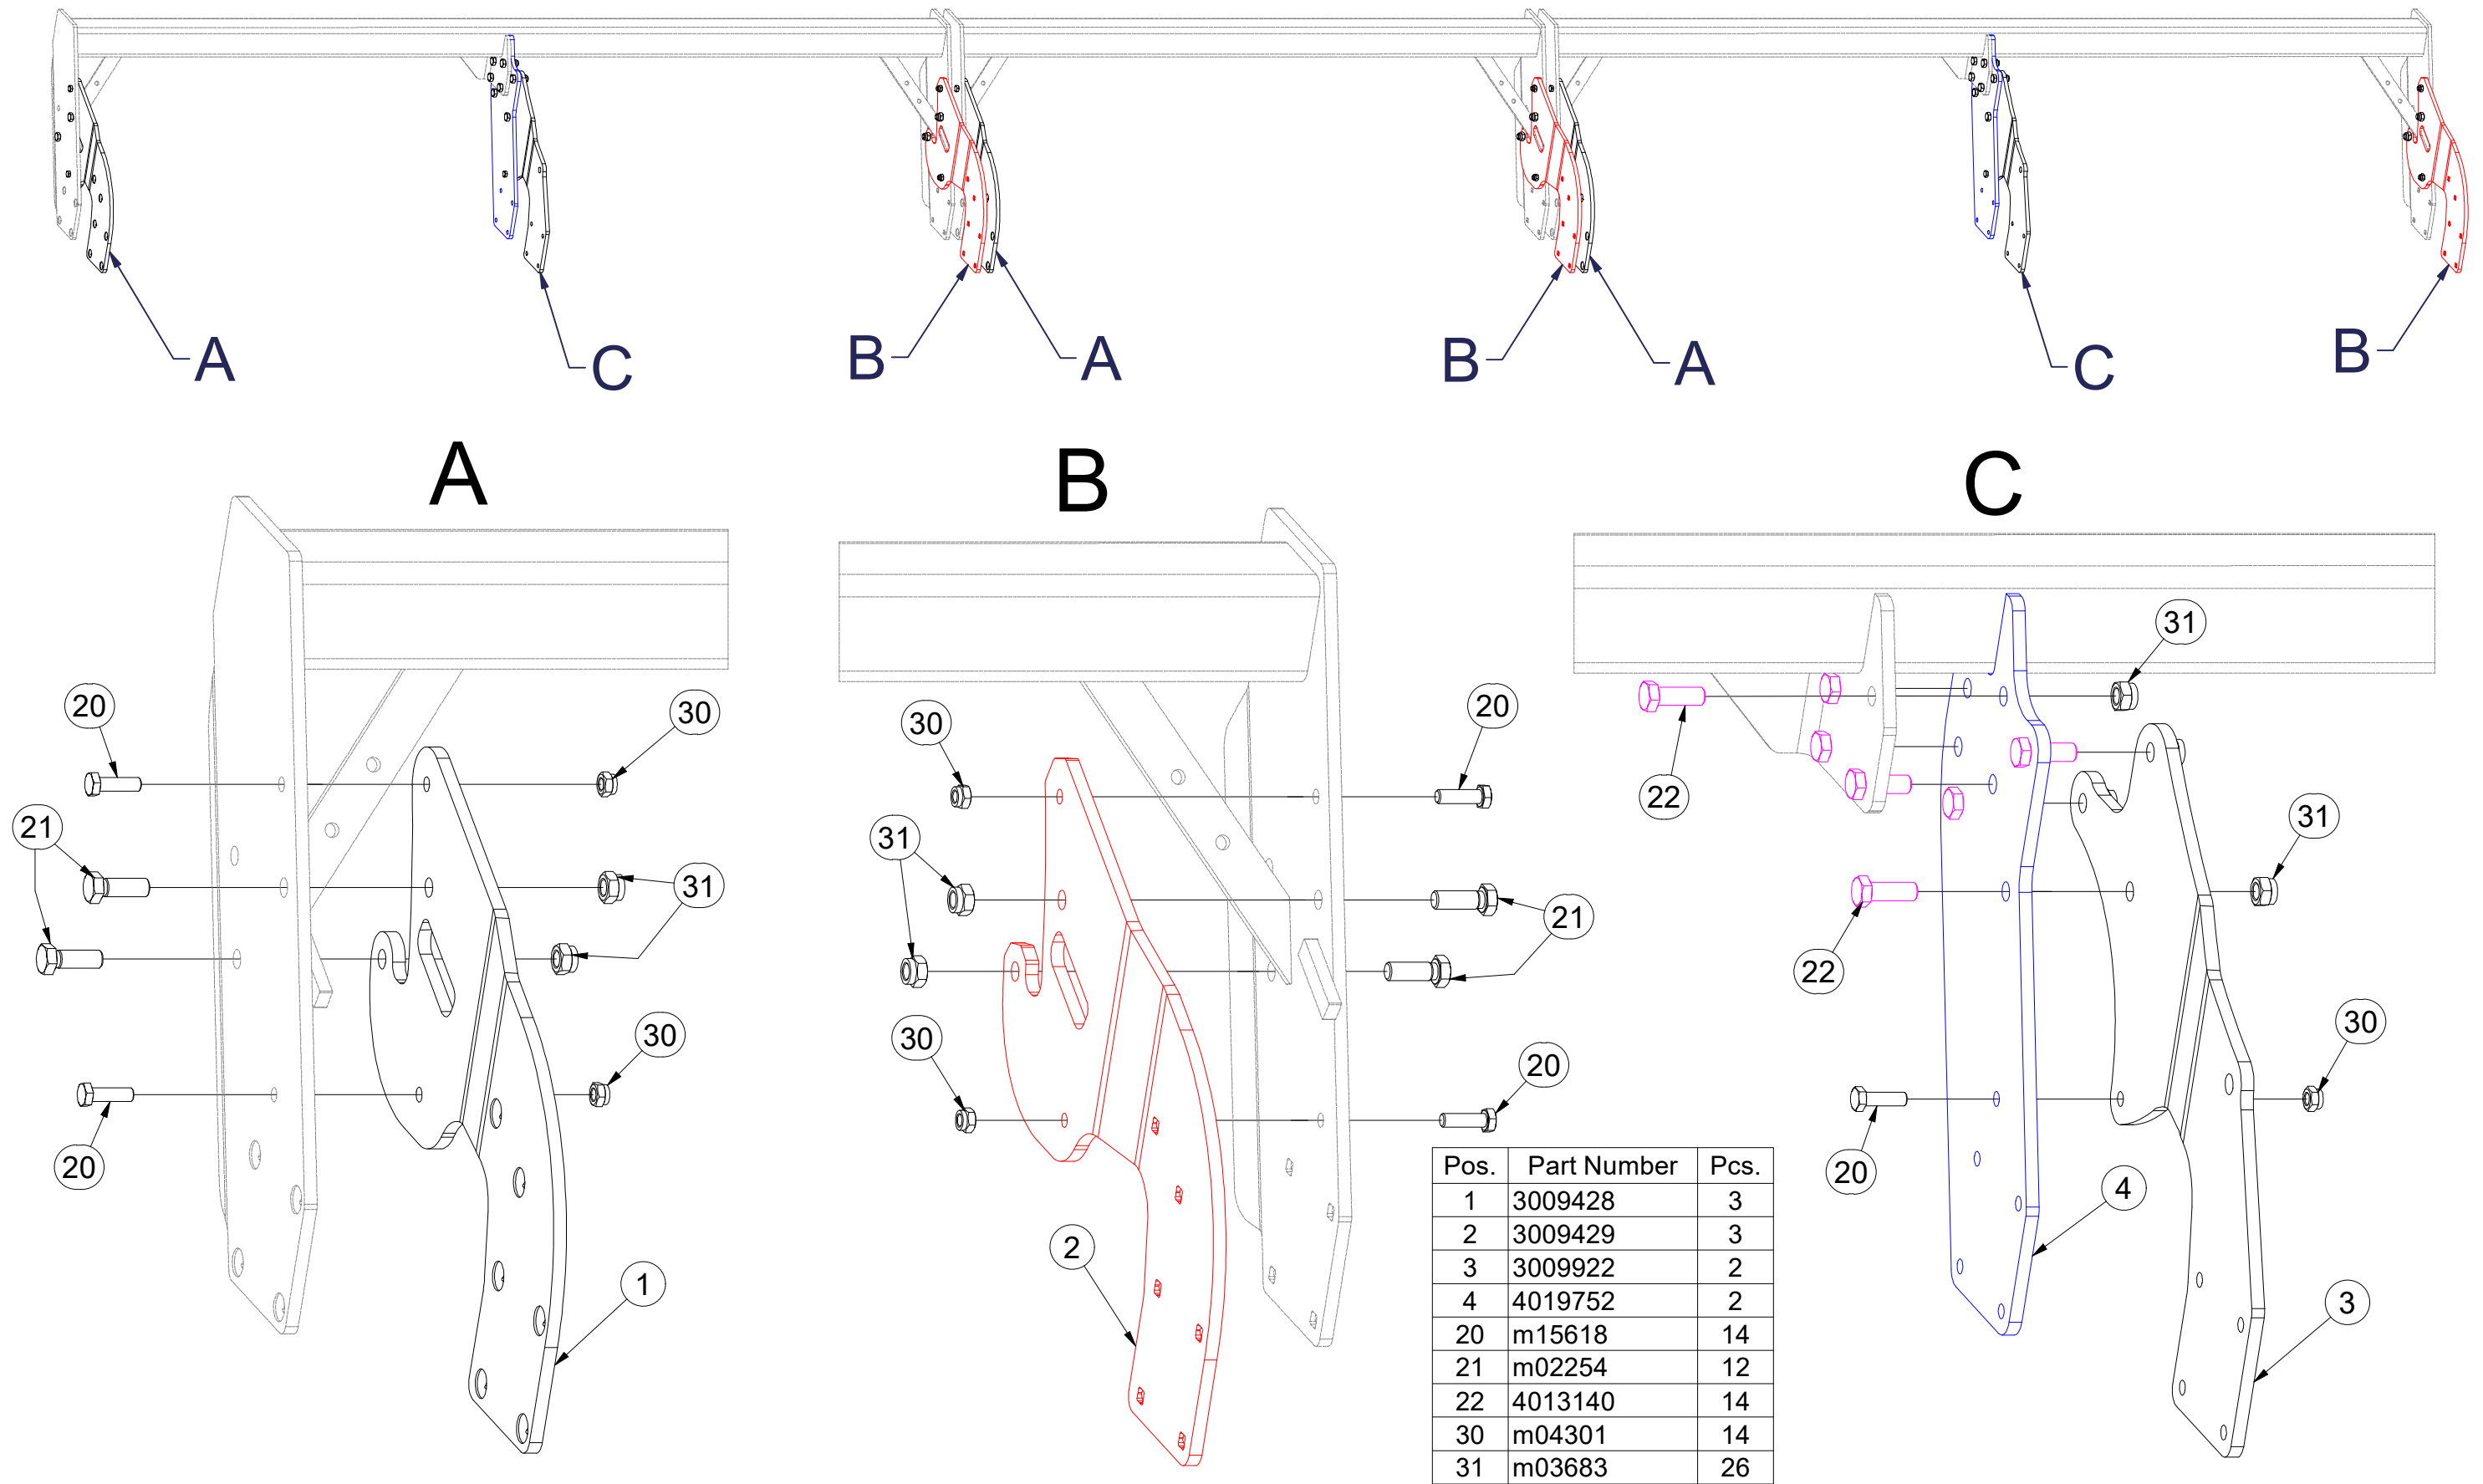 A
C
B
A
B
A
C
B
A
B
C
20
30
21
31
30
20
30
20
31
21
30
20
2
1
31
22
31
22
30
20
4
3
Pos. Part Number Pcs.
1 3009428 3
2 3009429 3
3 3009922 2
4 4019752 2
20 m15618 14
21 m02254 12
22 4013140 14
30 m04301 14
31 m03683 26